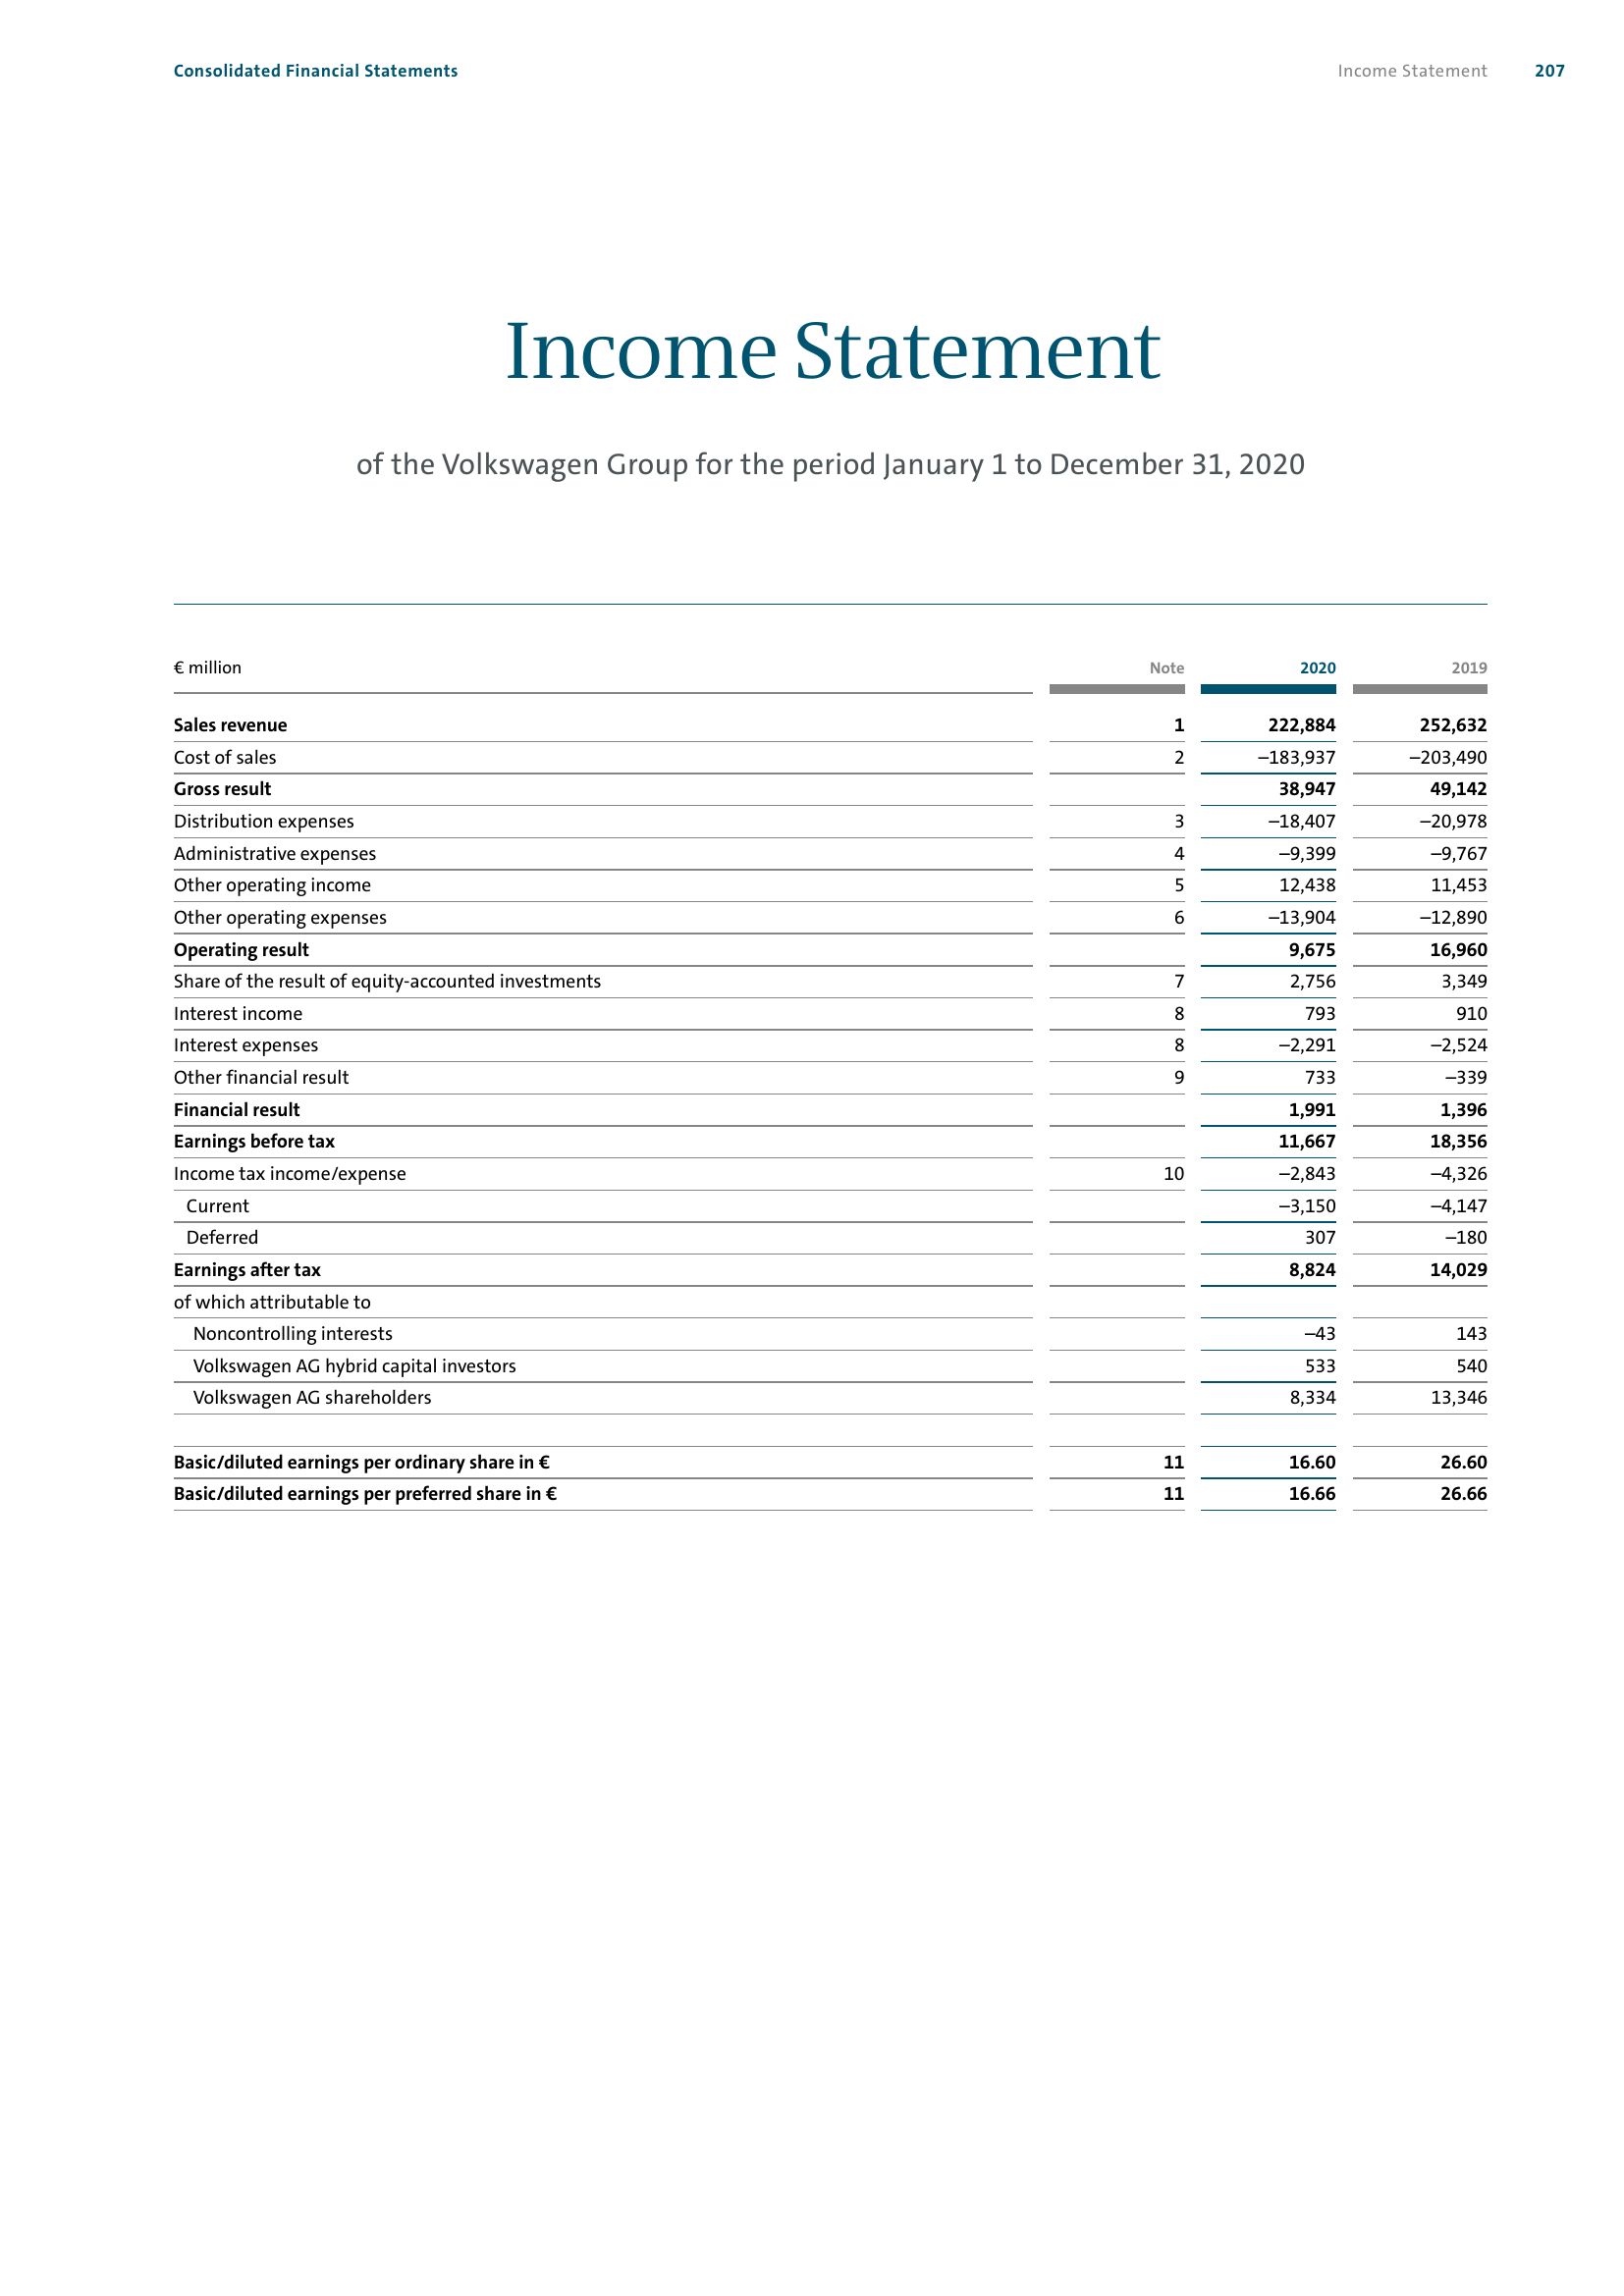 Consolidated Financial Statements Income Statement 207
Income Statement
of the Volkswagen Group for the period January 1 to December 31, 2020
€ million Note 2020 2019
Sales revenue 1 222,884 252,632
Cost of sales 2 –183,937 –203,490
Gross result 38,947 49,142
Distribution expenses 3 –18,407 –20,978
Administrative expenses 4 –9,399 –9,767
Other operating income 5 12,438 11,453
Other operating expenses 6 –13,904 –12,890
Operating result 9,675 16,960
Share of the result of equity-accounted investments 7 2,756 3,349
Interest income 8 793 910
Interest expenses 8 –2,291 –2,524
Other financial result 9 733 –339
Financial result 1,991 1,396
Earnings before tax 11,667 18,356
Income tax income/expense 10 –2,843 –4,326
Current –3,150 –4,147
Deferred 307 –180
Earnings after tax 8,824 14,029
of which attributable to
Noncontrolling interests –43 143
Volkswagen AG hybrid capital investors 533 540
Volkswagen AG shareholders 8,334 13,346
Basic/diluted earnings per ordinary share in € 11 16.60 26.60
Basic/diluted earnings per preferred share in € 11 16.66 26.66